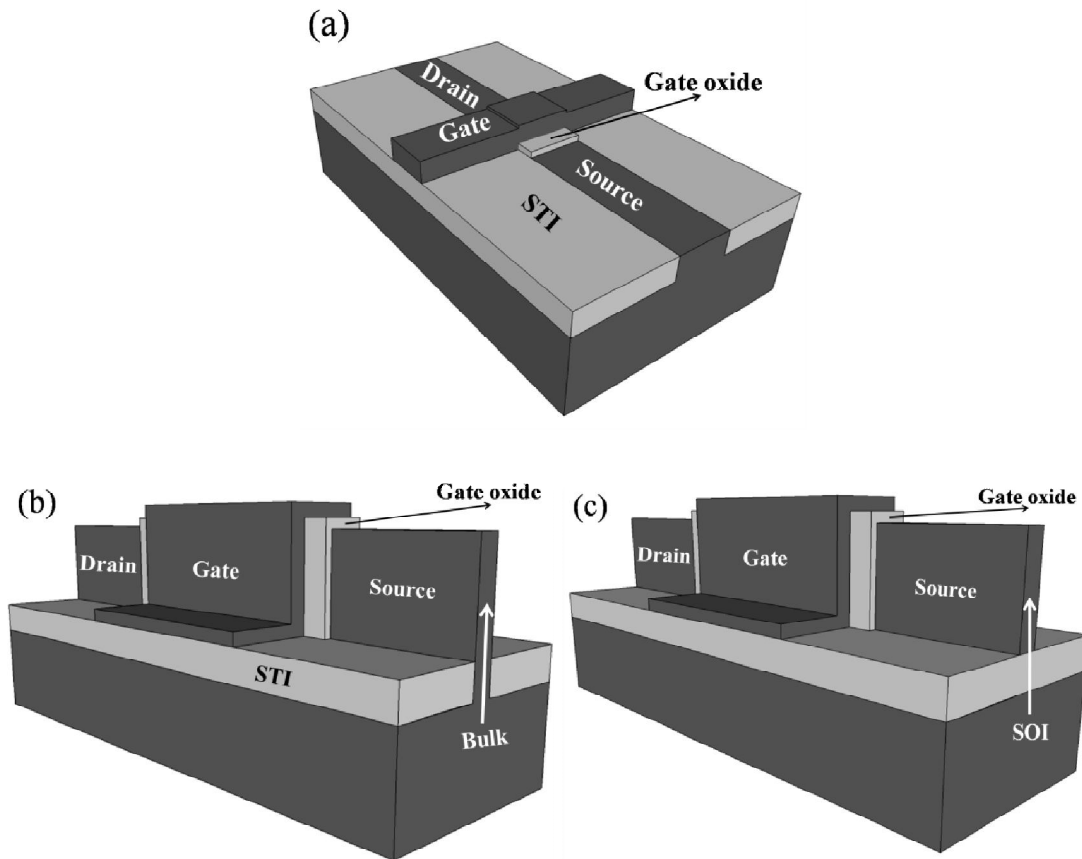 (a)
Drain
Gate oxide
Gate
Source
STI
(b)
Gate oxide
Drain
Gate
Source
STI
Bulk
(c)
Gate oxide
Drain
Gate
Source
SOI